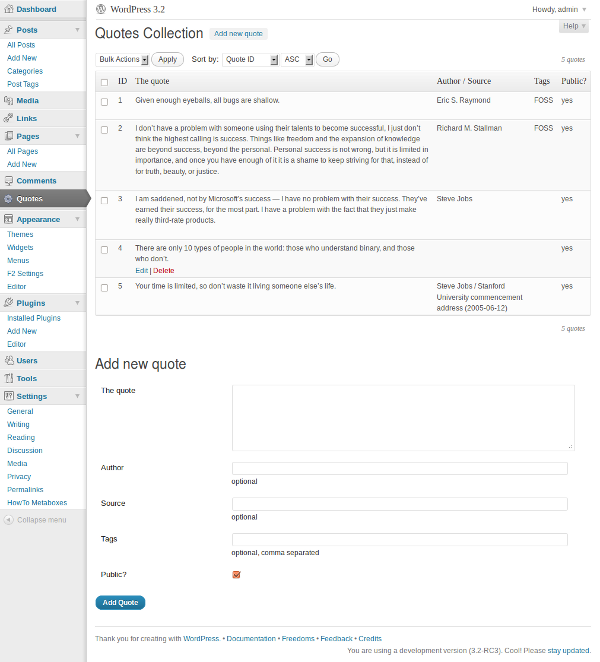 Dashboard
Posts
All Posts
Add New
Categories
Post Tags
Media
Links
Pages
All Pages
Add New
Comments
Quotes
Appearance
Themes
Widgets
Menus
F2 Settings
Editor
Plugins
Installed Plugins
Add New
Editor
Users
Tools
Settings
General
Writing
Reading
Discussion
Media
Privacy
Permalinks
HowTo Metaboxes
Collapse menu
WordPress 3.2
Howdy, admin
Help
Quotes Collection Add new quote
Bulk Actions Apply Sort by: Quote ID ASC Go 5 quotes
ID The quote Author / Source Tags Public?
1 Given enough eyeballs, all bugs are shallow. Eric S. Raymond FOSS yes
2 I don't have a problem with someone using their talents to become successful, I just don't Richard M. Stallman FOSS yes
think the highest calling is success. Things like freedom and the expansion of knowledge
are beyond success, beyond the personal. Personal success is not wrong, but it is limited in
importance, and once you have enough of it it is a shame to keep striving for that, instead of
for truth, beauty, or justice.
3 I am saddened, not by Microsoft's success — I have no problem with their success. They've Steve Jobs yes
earned their success, for the most part. I have a problem with the fact that they just make
really third-rate products.
4 There are only 10 types of people in the world: those who understand binary, and those yes
who don't.
Edit | Delete
5 Your time is limited, so don't waste it living someone else's life. Steve Jobs / Stanford yes
University commencement
address (2005-06-12)
5 quotes
Add new quote
The quote
Author
optional
Source
optional
Tags
optional, comma separated
Public?
Add Quote
Thank you for creating with WordPress. • Documentation • Freedoms • Feedback • Credits
You are using a development version (3.2-RC3). Cool! Please stay updated.